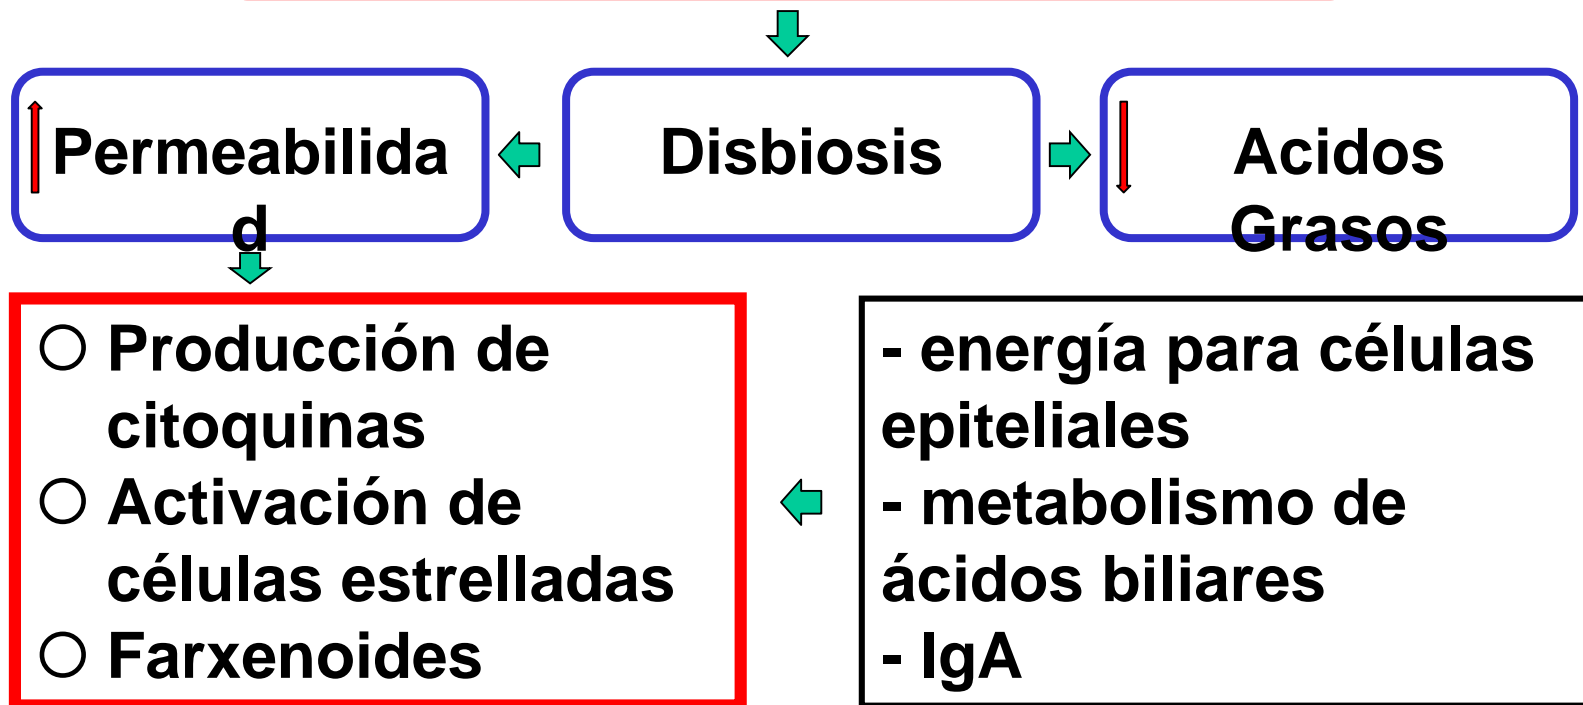 Permeabilida
d
Disbiosis
Acidos
Grasos
○ Producción de
citoquinas
○ Activación de
células estrelladas
○ Farxenoides
- energía para células
epiteliales
- metabolismo de
ácidos biliares
- IgA